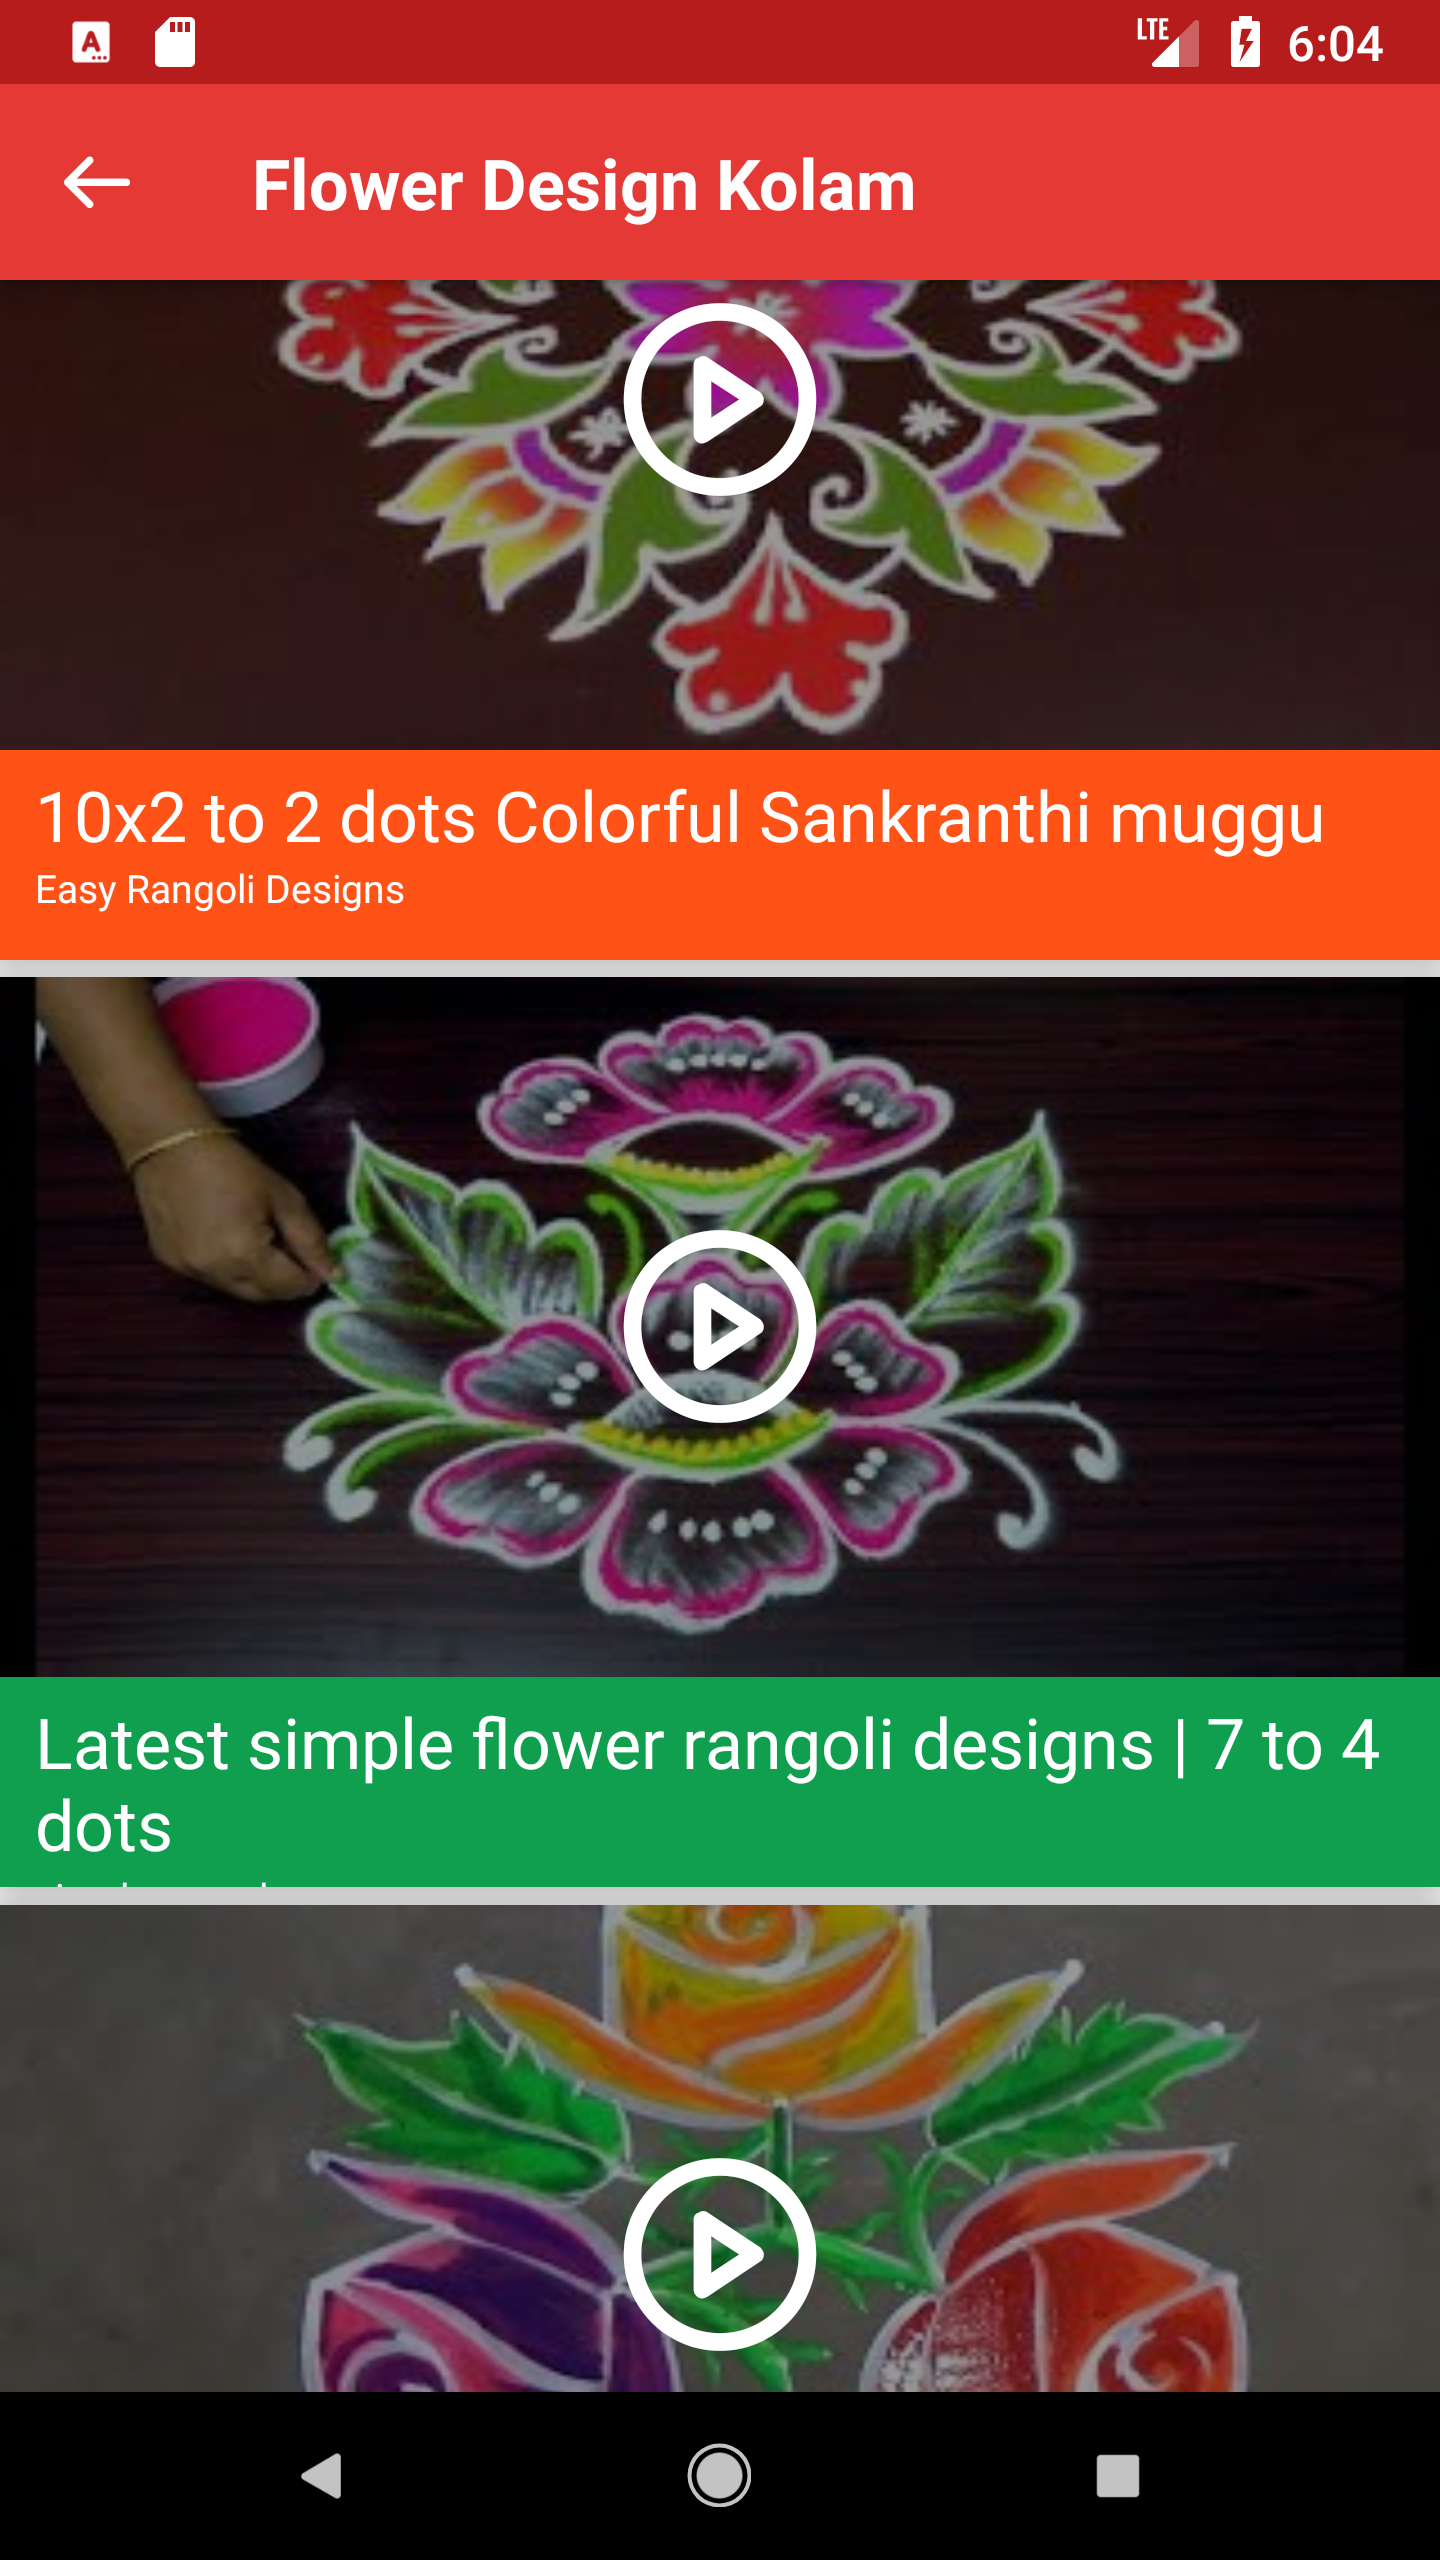 LTE 6:04
Flower Design Kolam
10x2 to 2 dots Colorful Sankranthi muggu
Easy Rangoli Designs
Latest simple flower rangoli designs | 7 to 4
dots